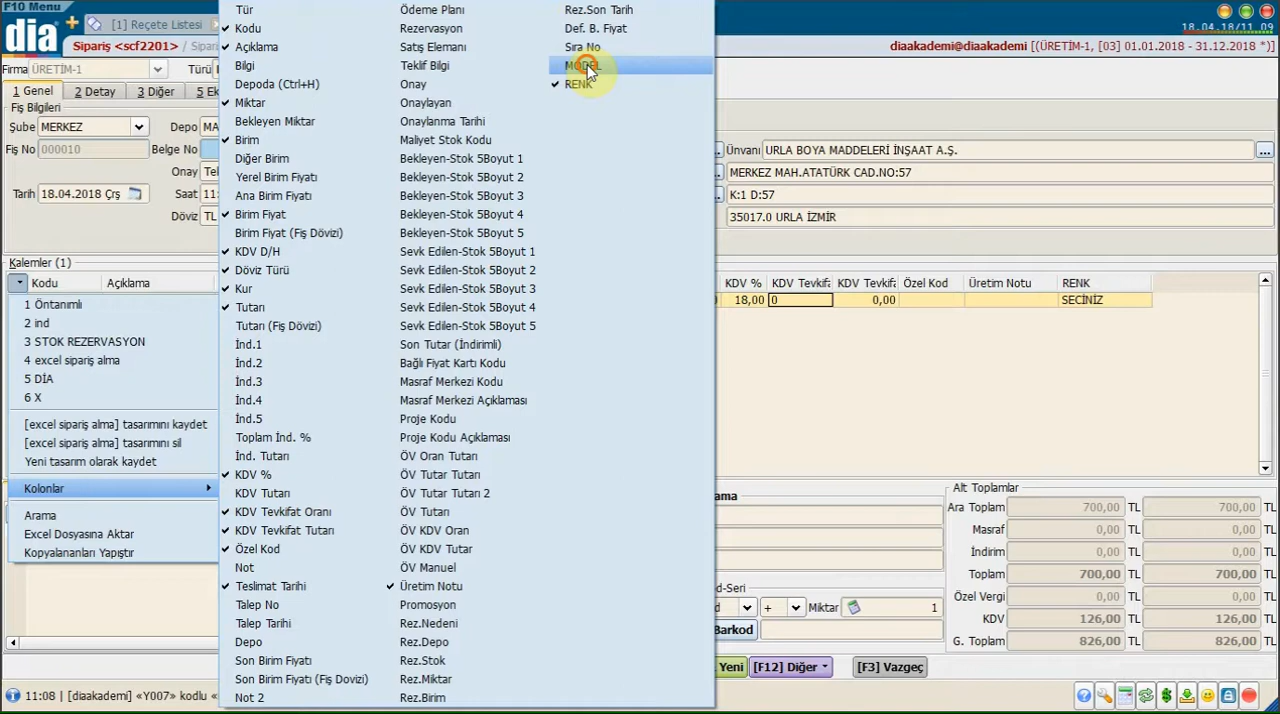 F10 Menu
dia
[1] Reçete Listesi
18.04.18/11 09
Sipariş <scf2201>
diaakademi@diaakademi [(ÜRETİM-1, [03] 01.01.2018 - 31.12.2018 *)]
Firma ÜRETİM-1 Türü
1 Genel 2 Detay 3 Diğer
Fiş Bilgileri
Şube MERKEZ Depo
Fiş No 000010 Belge No
Onay
Tarih 18.04.2018 Çrş Saat
Döviz TL
Ünvanı URLA BOYA MADDELERİ İNŞAAT A.Ş.
MERKEZ MAH.ATATÜRK CAD.NO:57
K:1 D:57
35017.0 URLA İZMİR
Kalemler (1)
Kodu Açıklama
KDV % KDV Tevkifa KDV Tevkifa Özel Kod Üretim Notu RENK
18,00 0 0,00 SECİNİZ
1 Öntanımlı
2 ind
3 STOK REZERVASYON
4 excel sipariş alma
5 DİA
6 X
[excel sipariş alma] tasarımını kaydet
[excel sipariş alma] tasarımını sil
Yeni tasarım olarak kaydet
Kolonlar
Arama
Excel Dosyasına Aktar
Kopyalananları Yapıştır
Tür
Kodu
Açıklama
Bilgi
Depoda (Ctrl+H)
Miktar
Bekleyen Miktar
Birim
Diğer Birim
Yerel Birim Fiyatı
Ana Birim Fiyatı
Birim Fiyat
Birim Fiyat (Fiş Dövizi)
KDV D/H
Döviz Türü
Kur
Tutarı
Tutarı (Fiş Dövizi)
İnd.1
İnd.2
İnd.3
İnd.4
İnd.5
Toplam İnd. %
İnd. Tutarı
KDV %
KDV Tutarı
KDV Tevkifat Oranı
KDV Tevkifat Tutarı
Özel Kod
Not
Teslimat Tarihi
Talep No
Talep Tarihi
Depo
Son Birim Fiyatı
Son Birim Fiyatı (Fiş Dovizi)
Not 2
Ödeme Planı
Rezervasyon
Satış Elemanı
Teklif Bilgi
Onay
Onaylayan
Onaylanma Tarihi
Maliyet Stok Kodu
Bekleyen-Stok 5Boyut 1
Bekleyen-Stok 5Boyut 2
Bekleyen-Stok 5Boyut 3
Bekleyen-Stok 5Boyut 4
Bekleyen-Stok 5Boyut 5
Sevk Edilen-Stok 5Boyut 1
Sevk Edilen-Stok 5Boyut 2
Sevk Edilen-Stok 5Boyut 3
Sevk Edilen-Stok 5Boyut 4
Sevk Edilen-Stok 5Boyut 5
Son Tutar (İndirimli)
Bağlı Fiyat Kartı Kodu
Masraf Merkezi Kodu
Masraf Merkezi Açıklaması
Proje Kodu
Proje Kodu Açıklaması
ÖV Oran Tutarı
ÖV Tutar Tutarı
ÖV Tutar Tutarı 2
ÖV Tutarı
ÖV KDV Oran
ÖV KDV Tutar
ÖV Manuel
Üretim Notu
Promosyon
Rez.Nedeni
Rez.Depo
Rez.Stok
Rez.Miktar
Rez.Birim
Rez.Son Tarih
Def. B. Fiyat
Sıra No
MODEL
RENK
Alt Toplamlar
Ara Toplam 700,00 TL 700,00 TL
Masraf 0,00 TL 0,00 TL
İndirim 0,00 TL 0,00 TL
Toplam 700,00 TL 700,00 TL
Özel Vergi 0,00 TL 0,00 TL
KDV 126,00 TL 126,00 TL
G. Toplam 826,00 TL 826,00 TL
+ Miktar 1
Barkod
Yeni [F12] Diğer [F3] Vazgeç
11:08 | [diaakademi] «Y007» kodlu